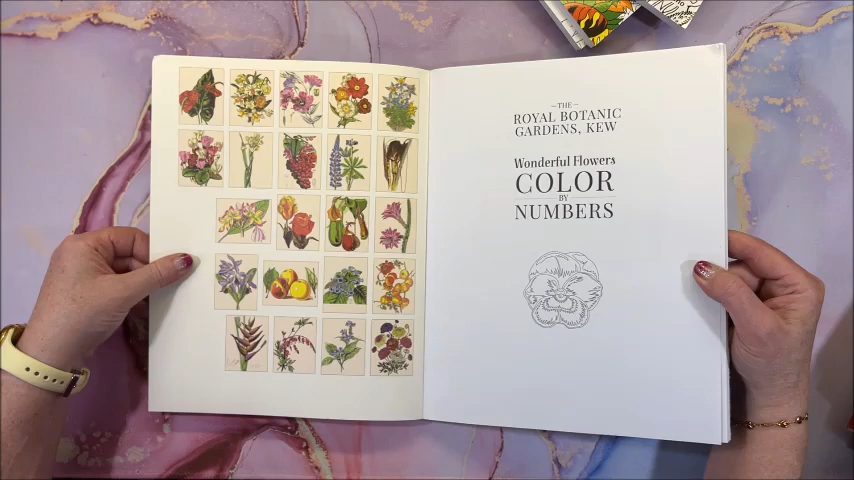 THE
ROYAL BOTANIC
GARDENS, KEW
Wonderful Flowers
COLOR
BY
NUMBERS